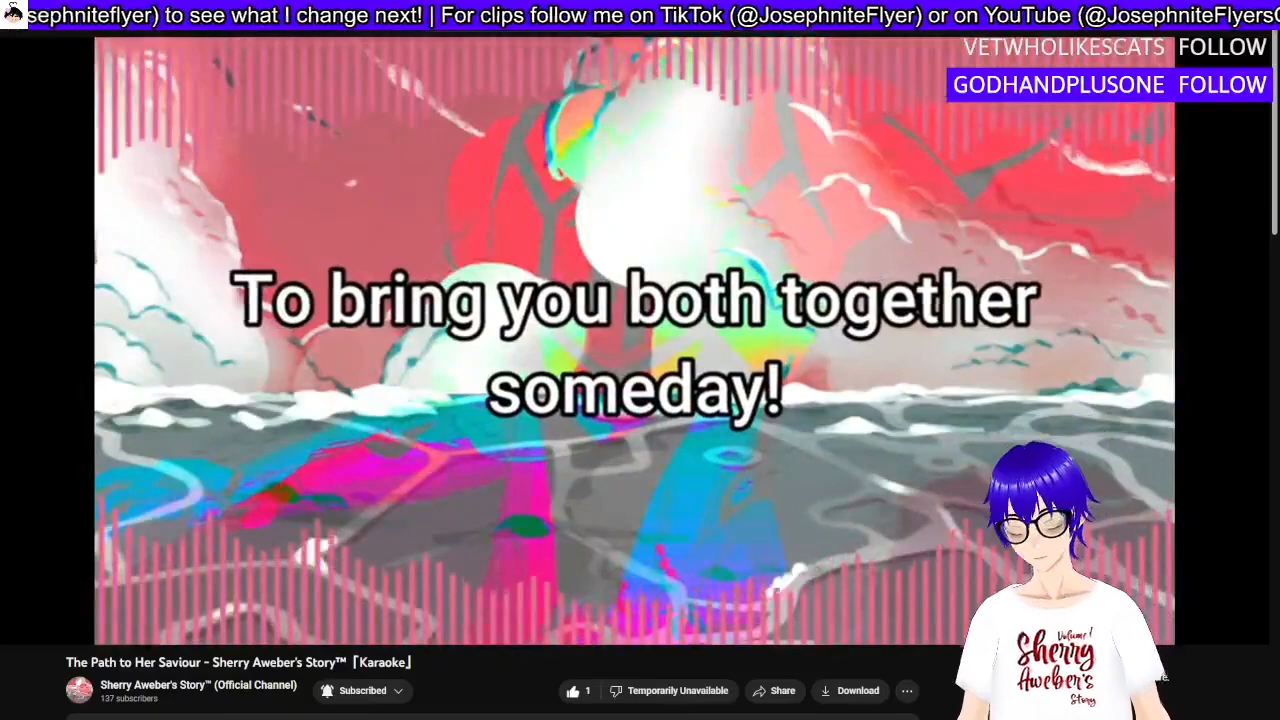 sephniteflyer) to see what I change next! | For clips follow me on TikTok (@JosephniteFlyer) or on YouTube (@JosephniteFlyers
VETWHOLIKESCATS FOLLOW
GODHANDPLUSONE FOLLOW
To bring you both together
someday!
The Path to Her Saviour - Sherry Aweber's Story™「Karaoke」
Sherry Aweber's Story™ (Official Channel)
137 subscribers
Subscribed
1
Temporarily Unavailable
Share
Download
Volume 1
Sherry
Aweber's
Story